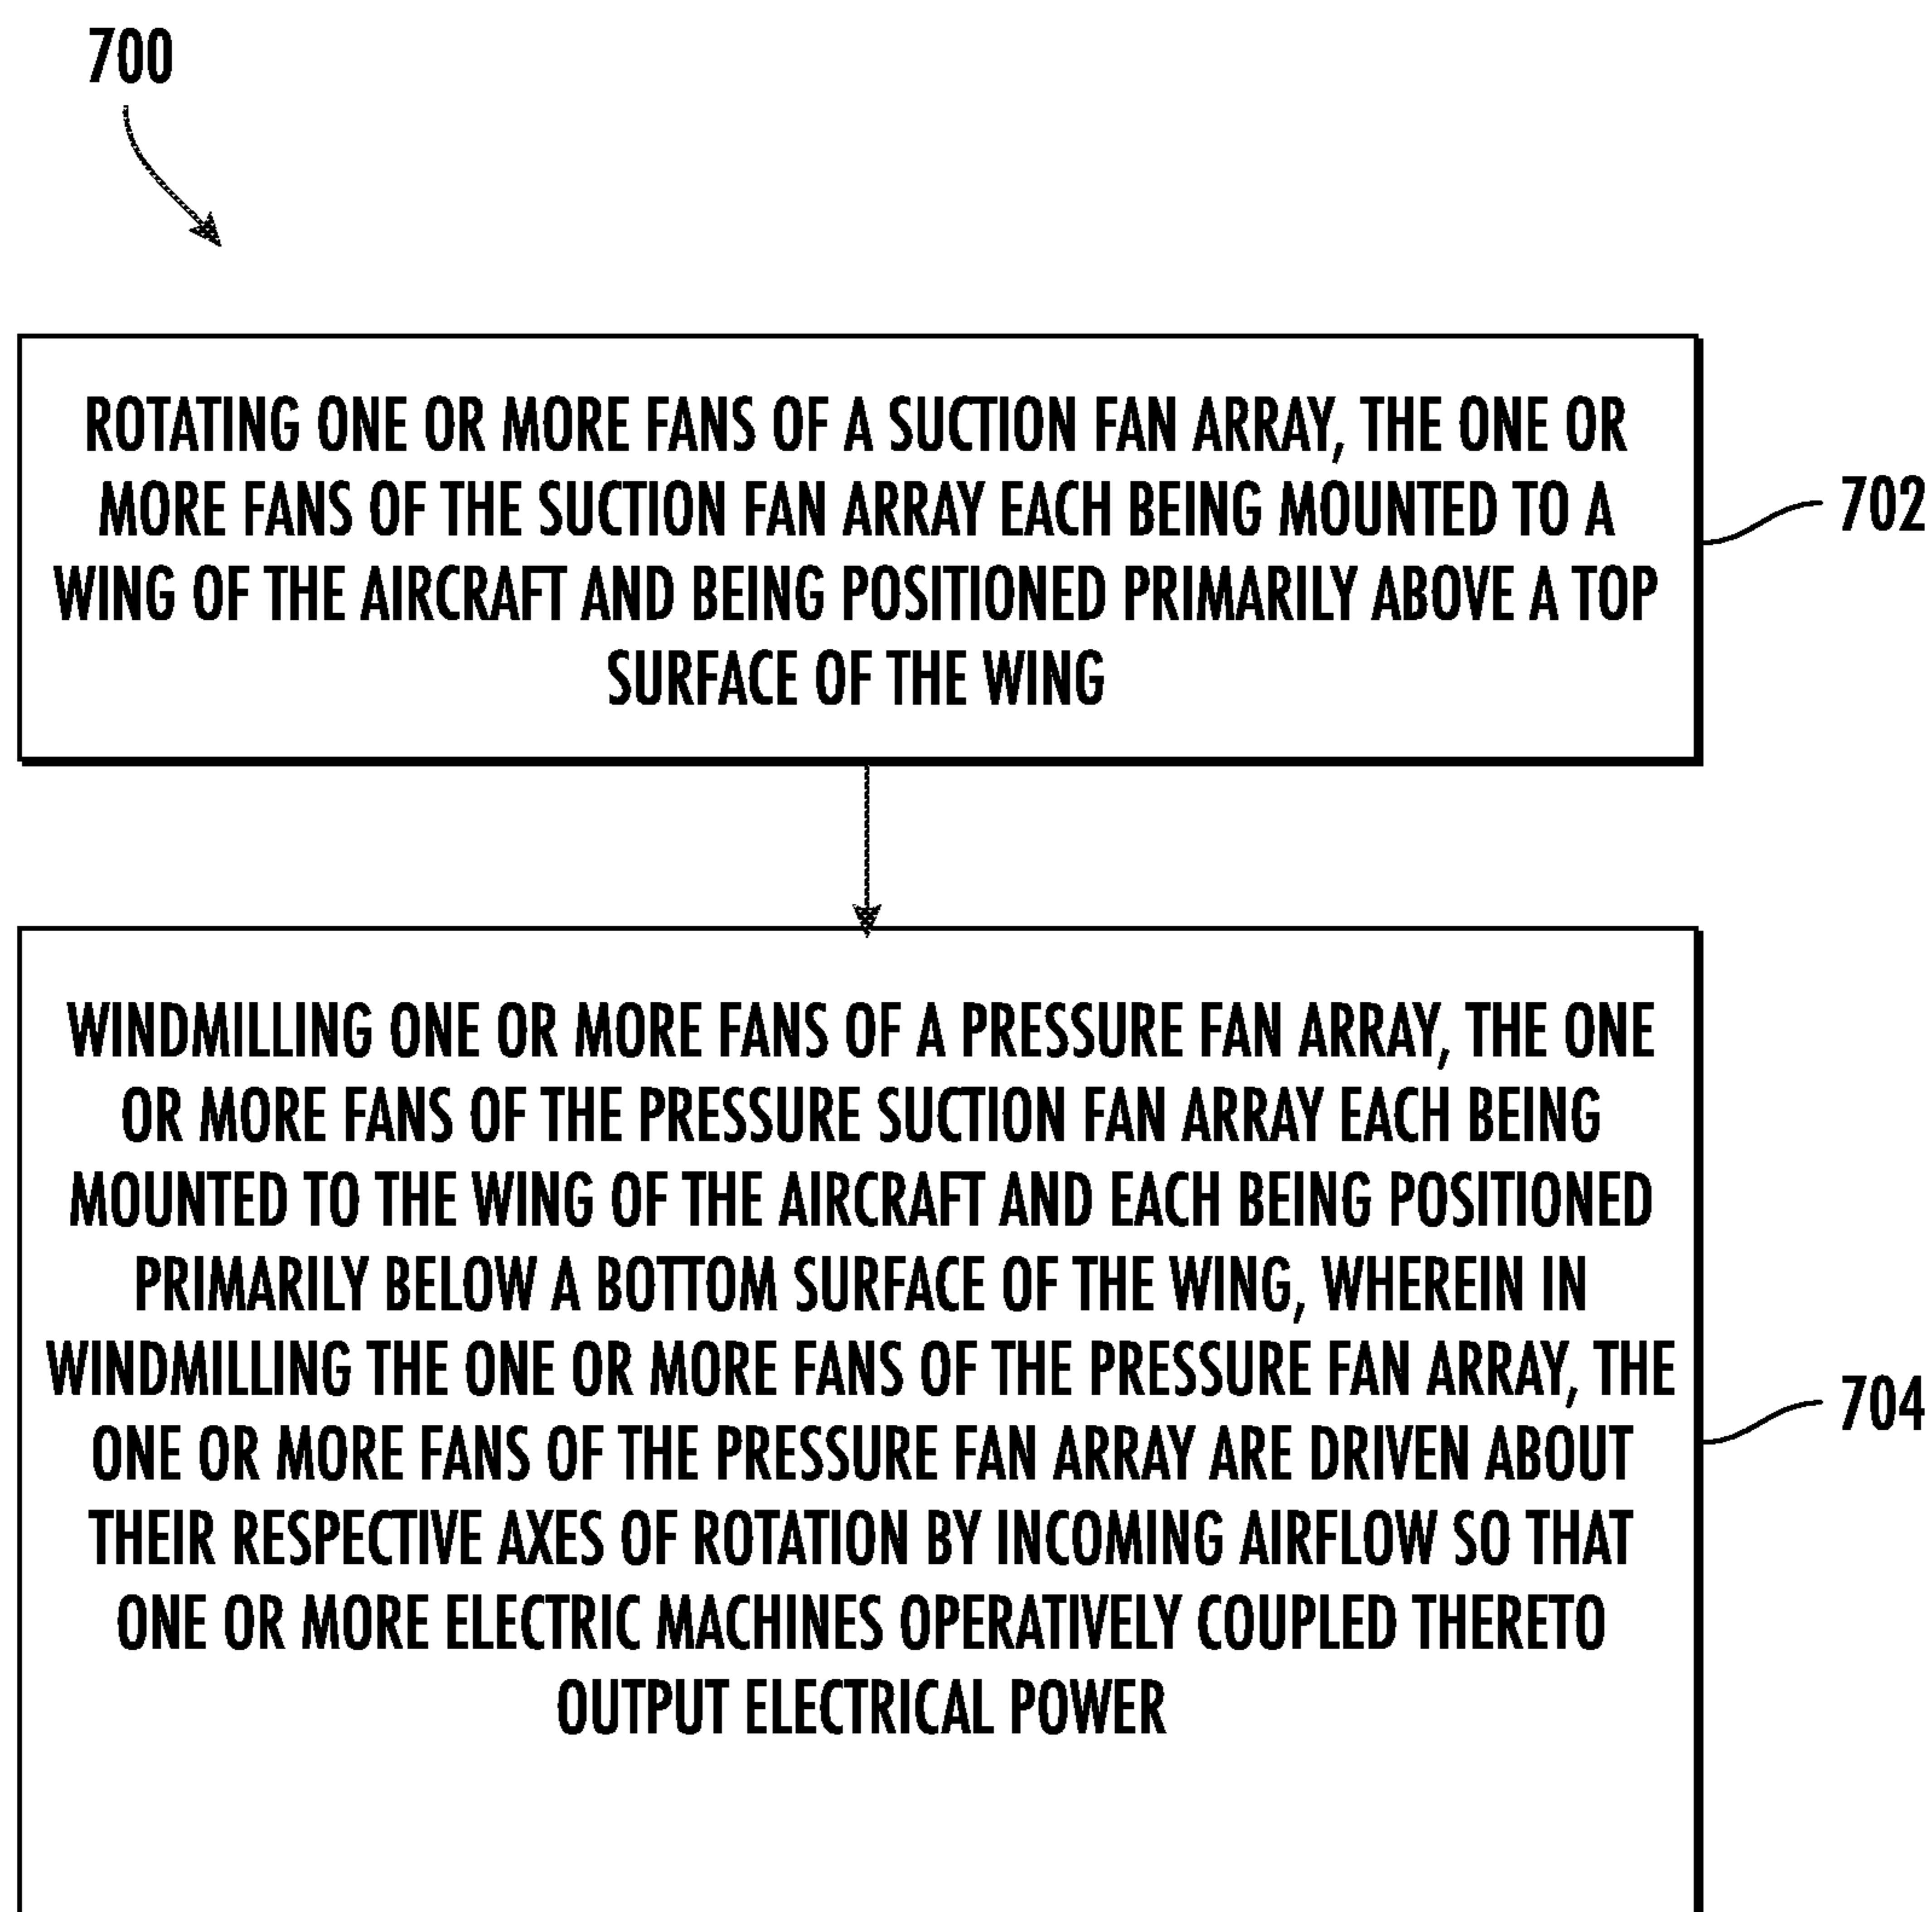 700
ROTATING ONE OR MORE FANS OF A SUCTION FAN ARRAY, THE ONE OR
MORE FANS OF THE SUCTION FAN ARRAY EACH BEING MOUNTED TO A
WING OF THE AIRCRAFT AND BEING POSITIONED PRIMARILY ABOVE A TOP
SURFACE OF THE WING
702
WINDMILLING ONE OR MORE FANS OF A PRESSURE FAN ARRAY, THE ONE
OR MORE FANS OF THE PRESSURE SUCTION FAN ARRAY EACH BEING
MOUNTED TO THE WING OF THE AIRCRAFT AND EACH BEING POSITIONED
PRIMARILY BELOW A BOTTOM SURFACE OF THE WING, WHEREIN IN
WINDMILLING THE ONE OR MORE FANS OF THE PRESSURE FAN ARRAY, THE
ONE OR MORE FANS OF THE PRESSURE FAN ARRAY ARE DRIVEN ABOUT
THEIR RESPECTIVE AXES OF ROTATION BY INCOMING AIRFLOW SO THAT
ONE OR MORE ELECTRIC MACHINES OPERATIVELY COUPLED THERETO
OUTPUT ELECTRICAL POWER
704